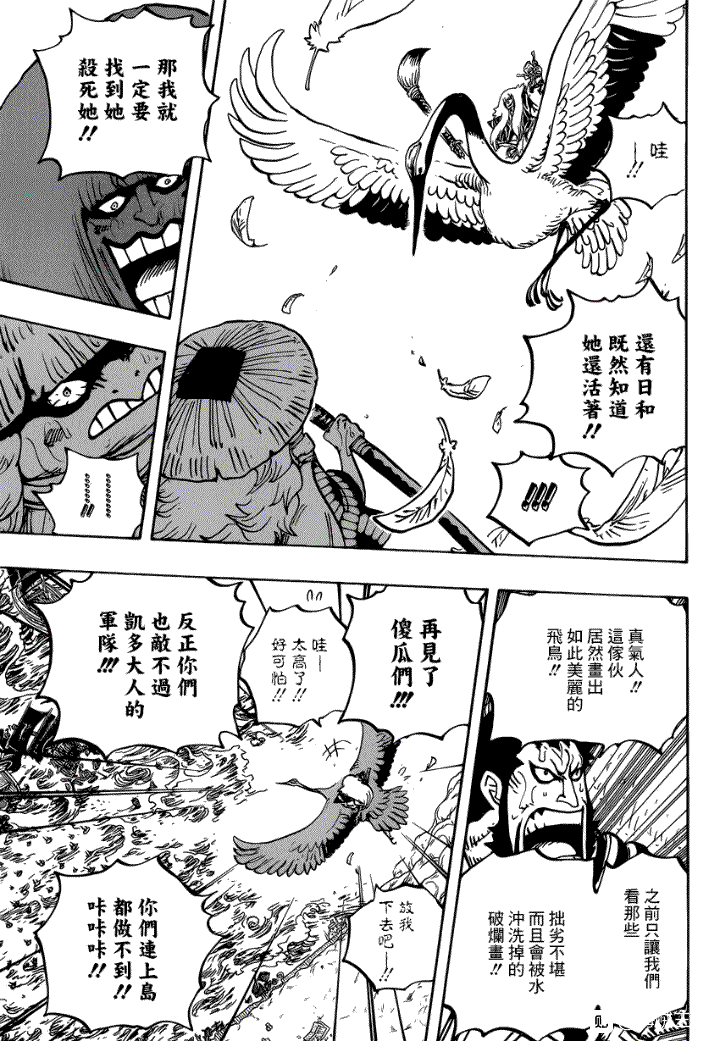 哇
—!!
還有日和
既然知道
她還活著!!
!!!
那我就
一定要
找到她
殺死她!!
………
……!!
真氣人!!
這傢伙
居然畫出
如此美麗的
飛鳥!!
之前只讓我們
看那些
拙劣不堪
而且會被水
沖洗掉的
破爛畫!!
再見了
傻瓜們!!!
哇—
太高了!!
好可怕!!
放我
下去吧—!!
反正你們
也敵不過
凱多大人的
軍隊!!!
你們連上島
都做不到!!
咔咔咔!!